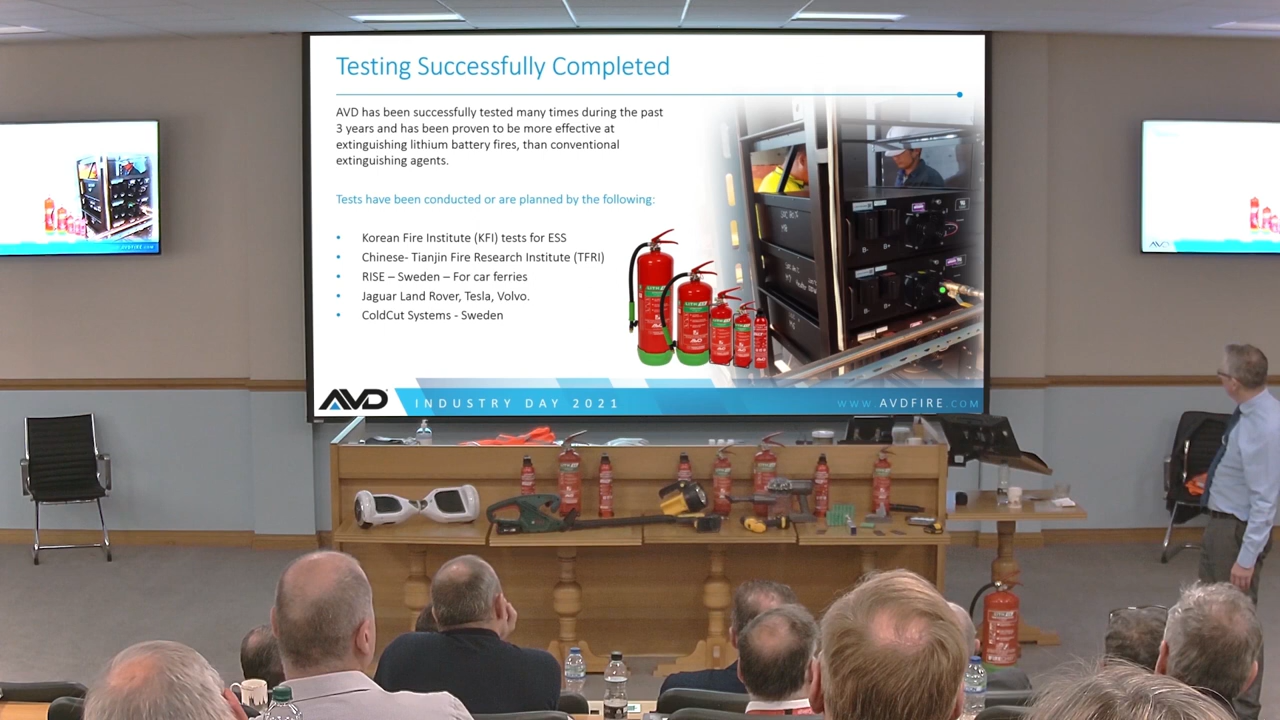 Testing Successfully Completed
AVD has been successfully tested many times during the past
3 years and has been proven to be more effective at
extinguishing lithium battery fires, than conventional
extinguishing agents.
Tests have been conducted or are planned by the following:
• Korean Fire Institute (KFI) tests for ESS
• Chinese- Tianjin Fire Research Institute (TFRI)
• RISE – Sweden – For car ferries
• Jaguar Land Rover, Tesla, Volvo.
• ColdCut Systems - Sweden
AVD INDUSTRY DAY 2021 WWW.AVDFIRE.COM